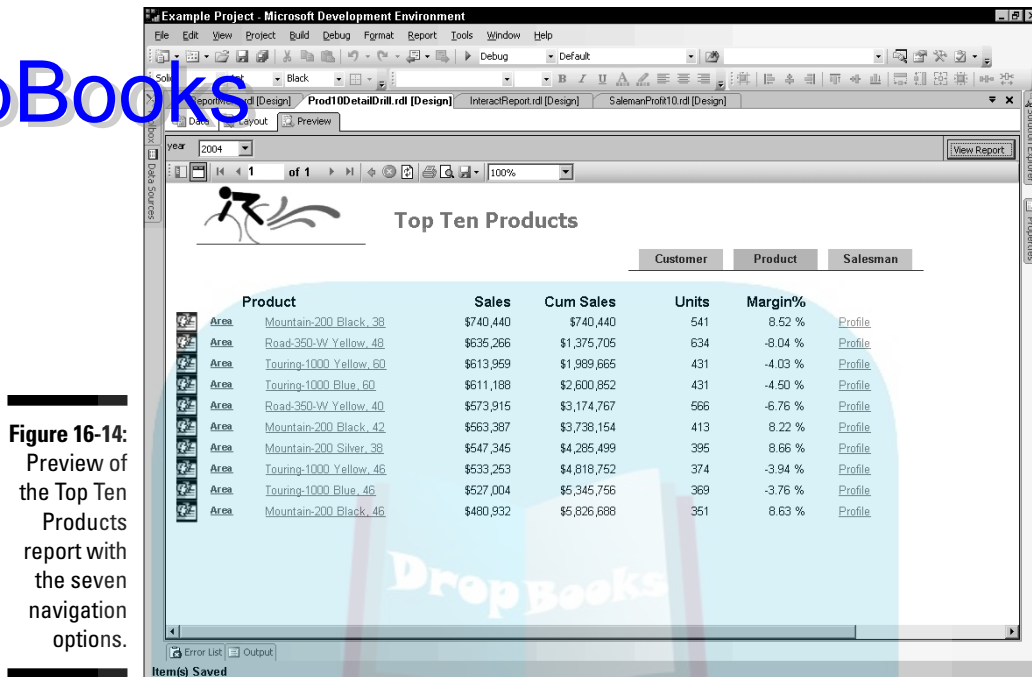 Example Project - Microsoft Development Environment
File Edit View Project Build Debug Format Report Tools Window Help
Debug Default
Black
B I U A
pBooks
[Design] Prod10DetailDrill.rdl [Design] InteractReport.rdl [Design] SalemanProfit10.rdl [Design]
Data Layout Preview
year 2004 View Report
1 of 1 100%
Data Sources
Solution Explorer
Properties
Top Ten Products
Customer Product Salesman
Product Sales Cum Sales Units Margin%
Area Mountain-200 Black, 38 $740,440 $740,440 541 8.52 % Profile
Area Road-350-W Yellow, 48 $635,266 $1,375,705 634 -8.04 % Profile
Area Touring-1000 Yellow, 60 $613,959 $1,989,665 431 -4.03 % Profile
Area Touring-1000 Blue, 60 $611,188 $2,600,852 431 -4.50 % Profile
Area Road-350-W Yellow, 40 $573,915 $3,174,767 566 -6.76 % Profile
Area Mountain-200 Black, 42 $563,387 $3,738,154 413 8.22 % Profile
Area Mountain-200 Silver, 38 $547,345 $4,285,499 395 8.66 % Profile
Area Touring-1000 Yellow, 46 $533,253 $4,818,752 374 -3.94 % Profile
Area Touring-1000 Blue, 46 $527,004 $5,345,756 369 -3.76 % Profile
Area Mountain-200 Black, 46 $480,932 $5,826,688 351 8.63 % Profile
DropBooks
Error List Output
Item(s) Saved
Figure 16-14:
Preview of
the Top Ten
Products
report with
the seven
navigation
options.